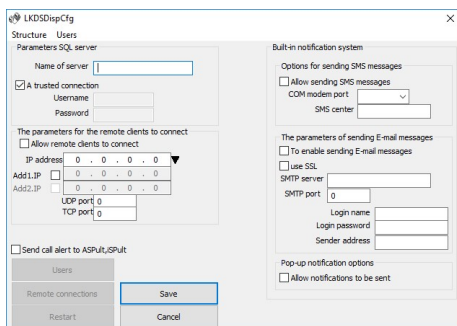 LKDSDispCfg
Structure Users
Parameters SQL server
Name of server
A trusted connection
Username
Password
The parameters for the remote clients to connect
Allow remote clients to connect
IP address 0 . 0 . 0 . 0
Add1.IP 0 . 0 . 0 . 0
Add2.IP 0 . 0 . 0 . 0
UDP port 0
TCP port 0
Send call alert to ASPult,iSPult
Users
Remote connections
Save
Restart
Cancel
Built-in notification system
Options for sending SMS messages
Allow sending SMS messages
COM modem port
SMS center
The parameters of sending E-mail messages
To enable sending E-mail messages
use SSL
SMTP server
SMTP port 0
Login name
Login password
Sender address
Pop-up notification options
Allow notifications to be sent